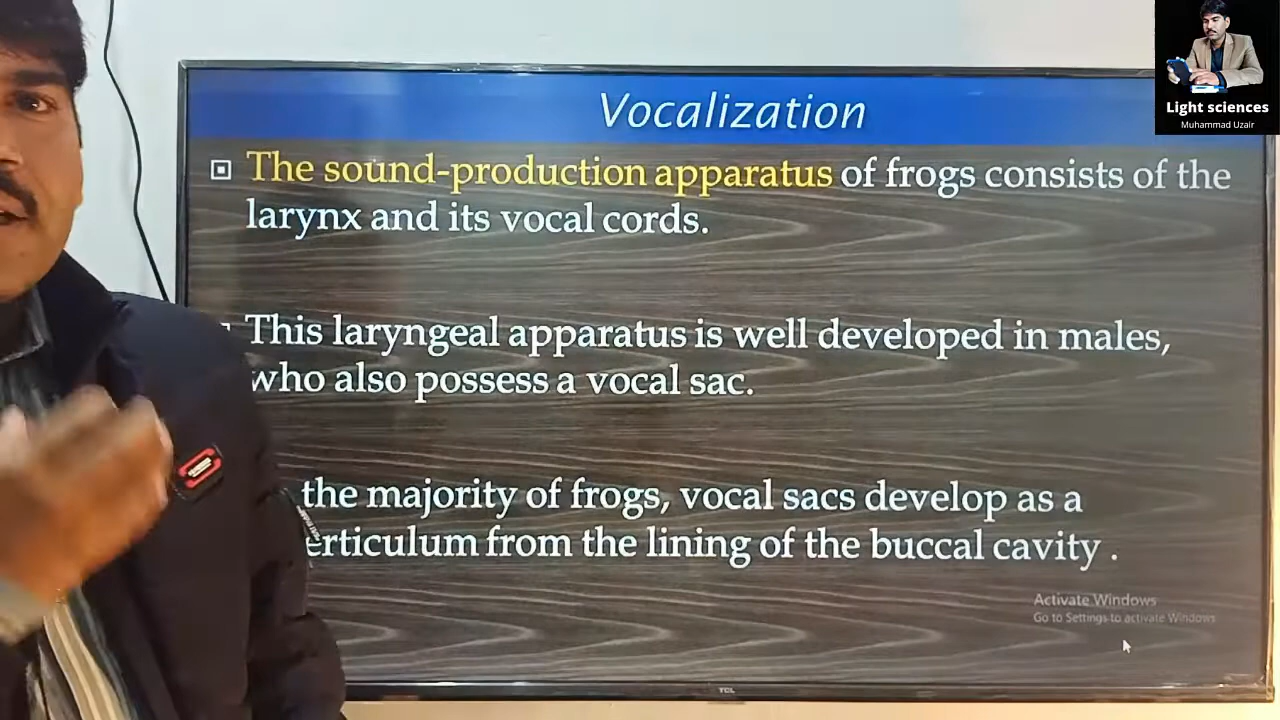 Light sciences
Muhammad Uzair
Vocalization
The sound-production apparatus of frogs consists of the
larynx and its vocal cords.
This laryngeal apparatus is well developed in males,
who also possess a vocal sac.
the majority of frogs, vocal sacs develop as a
erticulum from the lining of the buccal cavity .
Activate Windows
Go to Settings to activate Windows
TCL